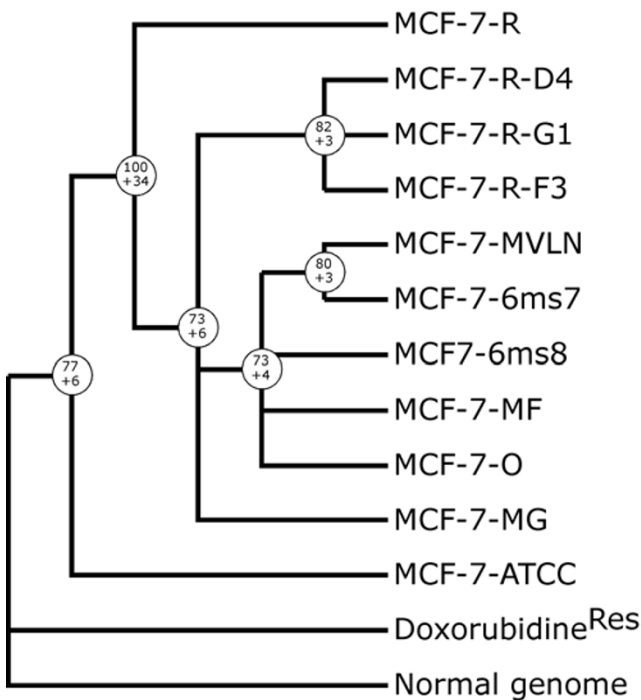 MCF-7-R
MCF-7-R-D4
82
+3
MCF-7-R-G1
100
+34
MCF-7-R-F3
MCF-7-MVLN
80
+3
MCF-7-6ms7
73
+6
MCF7-6ms8
73
+4
77
+6
MCF-7-MF
MCF-7-O
MCF-7-MG
MCF-7-ATCC
DoxorubidineRes
Normal genome